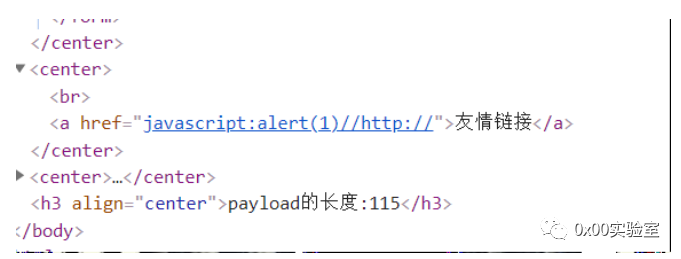 </form>
</center>
▼<center>
<br>
<a href="javascript:alert(1)//http://">友情链接</a>
</center>
▶<center>…</center>
<h3 align="center">payload的长度:115</h3>
</body>
0x00实验室